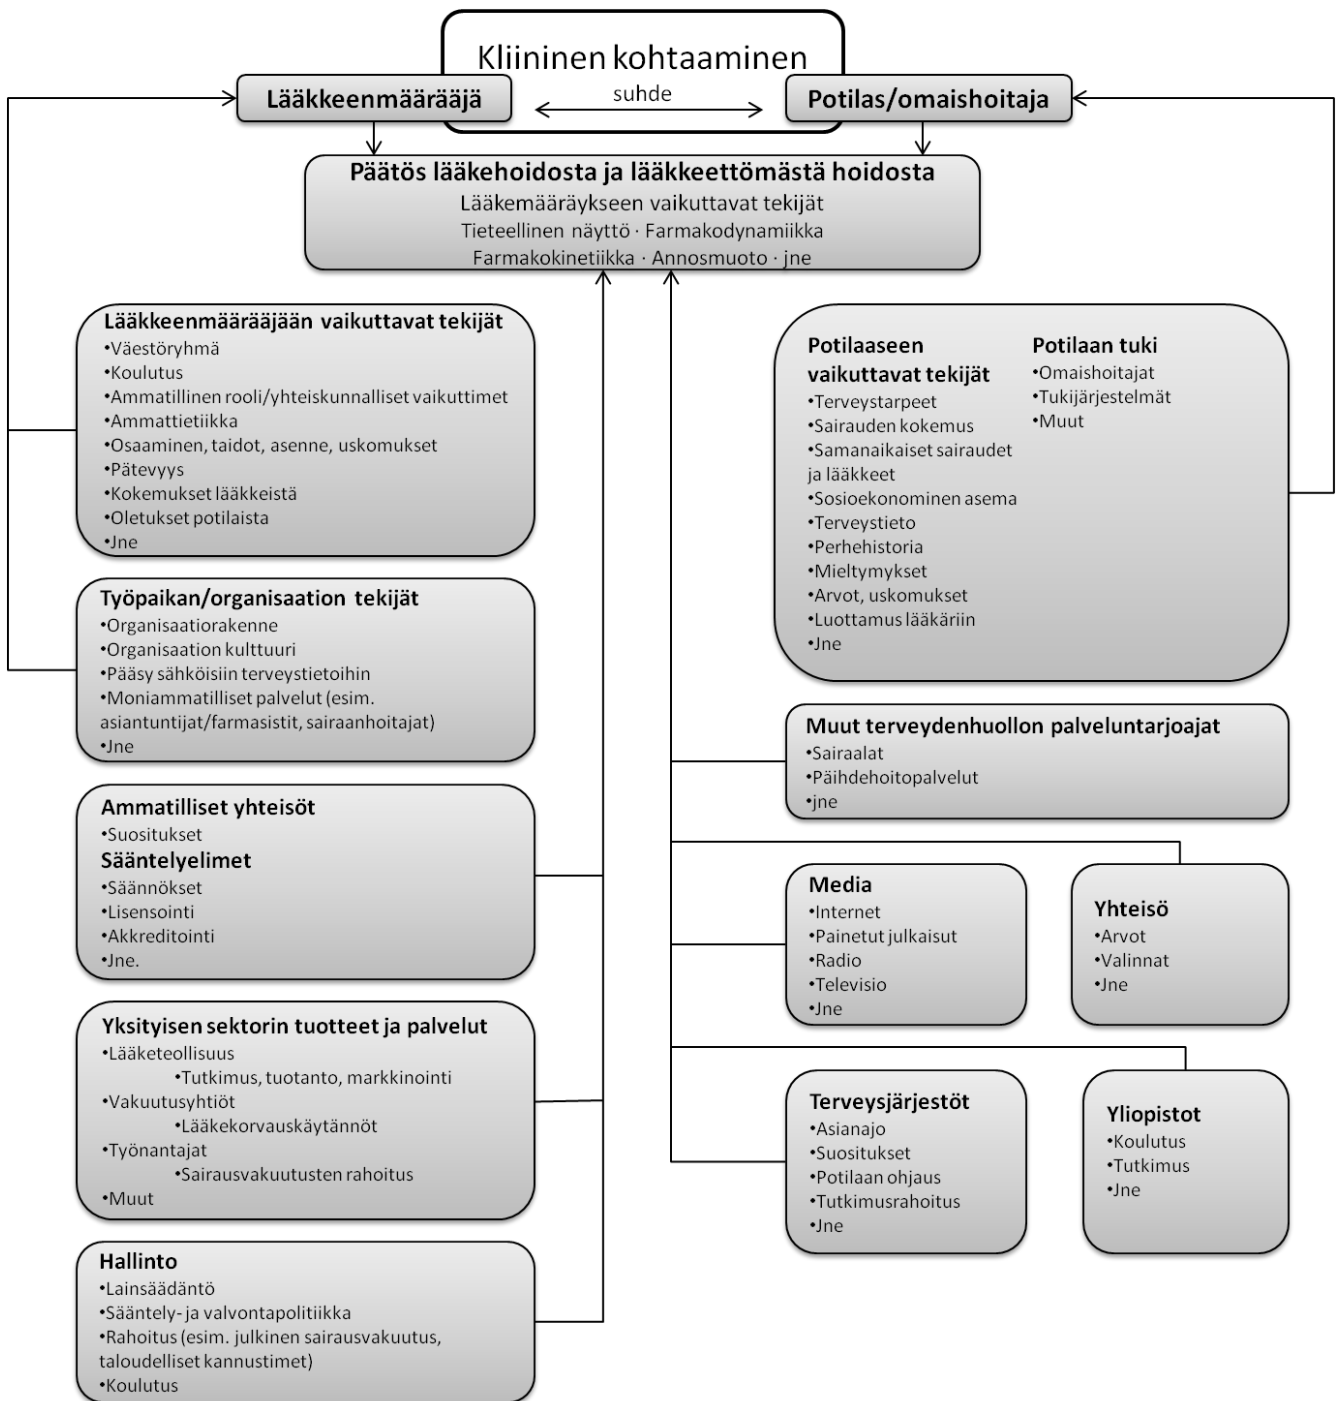 Kliininen kohtaaminen
Lääkkeenmäärääjä
suhde
Potilas/omaishoitaja
Päätös lääkehoidosta ja lääkkeettömästä hoidosta
Lääkemääräykseen vaikuttavat tekijät
Tieteellinen näyttö · Farmakodynamiikka
Farmakokinetiikka · Annosmuoto · jne
Lääkkeenmäärääjään vaikuttavat tekijät
•Väestöryhmä
•Koulutus
•Ammatillinen rooli/yhteiskunnalliset vaikuttimet
•Ammattietiikka
•Osaaminen, taidot, asenne, uskomukset
•Pätevyys
•Kokemukset lääkkeistä
•Oletukset potilaista
•Jne
Työpaikan/organisaation tekijät
•Organisaatiorakenne
•Organisaation kulttuuri
•Pääsy sähköisiin terveystietoihin
•Moniammatilliset palvelut (esim.
asiantuntijat/farmasistit, sairaanhoitajat)
•Jne
Ammatilliset yhteisöt
•Suositukset
Sääntelyelimet
•Säännökset
•Lisensointi
•Akkreditointi
•Jne.
Yksityisen sektorin tuotteet ja palvelut
•Lääketeollisuus
•Tutkimus, tuotanto, markkinointi
•Vakuutusyhtiöt
•Lääkekorvauskäytännöt
•Työnantajat
•Sairausvakuutusten rahoitus
•Muut
Hallinto
•Lainsäädäntö
•Sääntely- ja valvontapolitiikka
•Rahoitus (esim. julkinen sairausvakuutus,
taloudelliset kannustimet)
•Koulutus
Potilaaseen
vaikuttavat tekijät
•Terveystarpeet
•Sairauden kokemus
•Samanaikaiset sairaudet
ja lääkkeet
•Sosioekonominen asema
•Terveystieto
•Perhehistoria
•Mieltymykset
•Arvot, uskomukset
•Luottamus lääkäriin
•Jne
Potilaan tuki
•Omaishoitajat
•Tukijärjestelmät
•Muut
Muut terveydenhuollon palveluntarjoajat
•Sairaalat
•Päihdehoitopalvelut
•jne
Media
•Internet
•Painetut julkaisut
•Radio
•Televisio
•Jne
Yhteisö
•Arvot
•Valinnat
•Jne
Terveysjärjestöt
•Asianajo
•Suositukset
•Potilaan ohjaus
•Tutkimusrahoitus
•Jne
Yliopistot
•Koulutus
•Tutkimus
•Jne